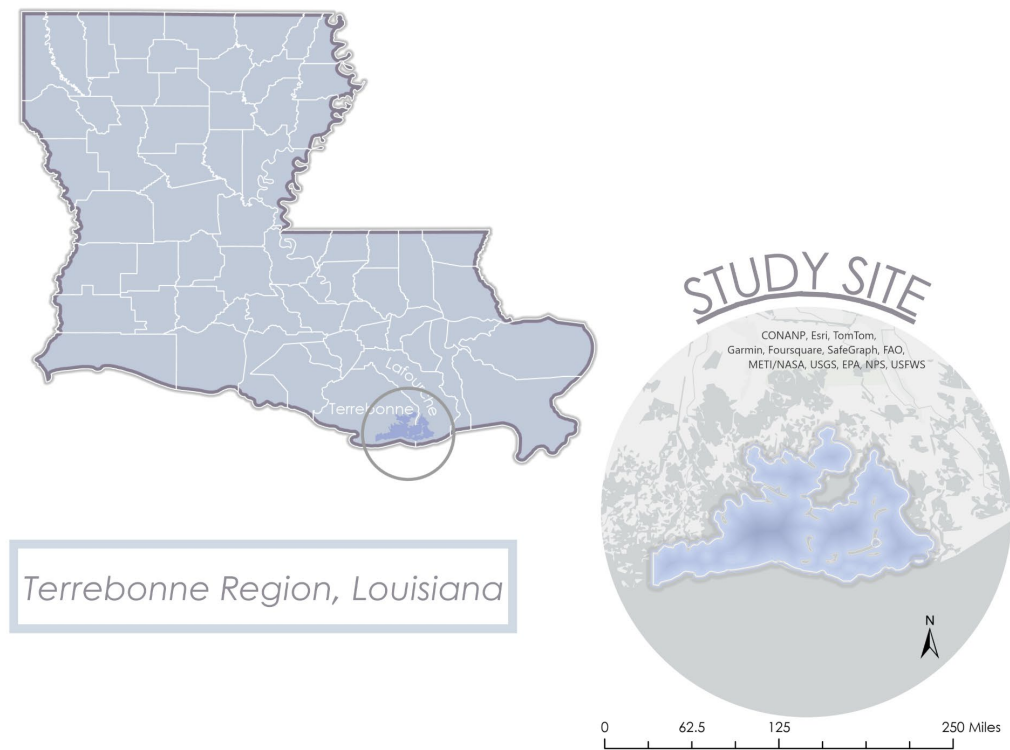 Lafourche
Terrebonne
STUDY SITE
CONANP, Esri, TomTom,
Garmin, Foursquare, SafeGraph, FAO,
METI/NASA, USGS, EPA, NPS, USFWS
Terrebonne Region, Louisiana
N
0 62.5 125 250 Miles